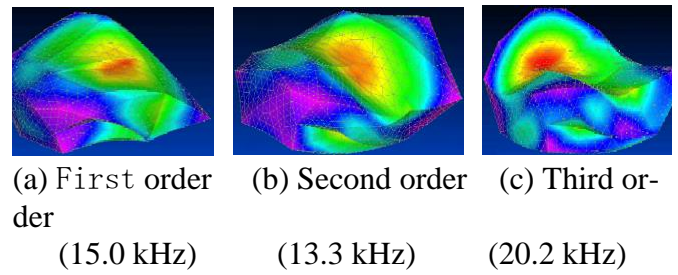 (a) First order (b) Second order (c) Third or-
der
(15.0 kHz) (13.3 kHz) (20.2 kHz)